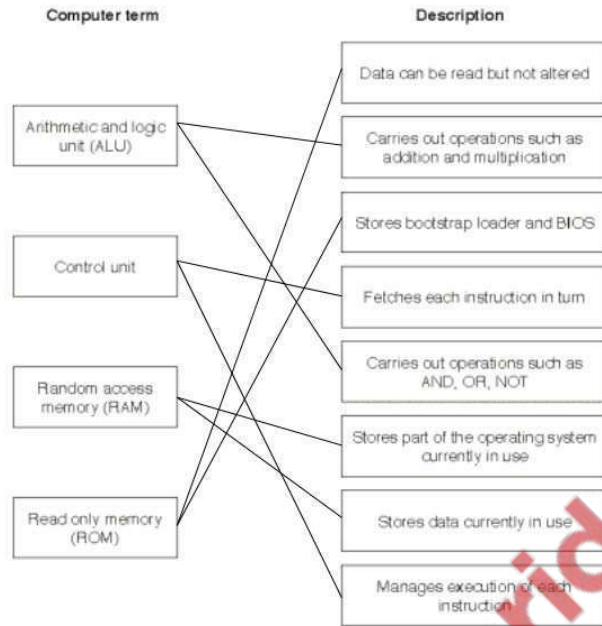 Computer term
Description
Data can be read but not altered
Arithmetic and logic
unit (ALU)
Carries out operations such as
addition and multiplication
Stores bootstrap loader and BIOS
Control unit
Fetches each instruction in turn
Carries out operations such as
AND, OR, NOT
Random access
memory (RAM)
Stores part of the operating system
currently in use
Read only memory
(ROM)
Stores data currently in use
Manages execution of each
instruction
rid